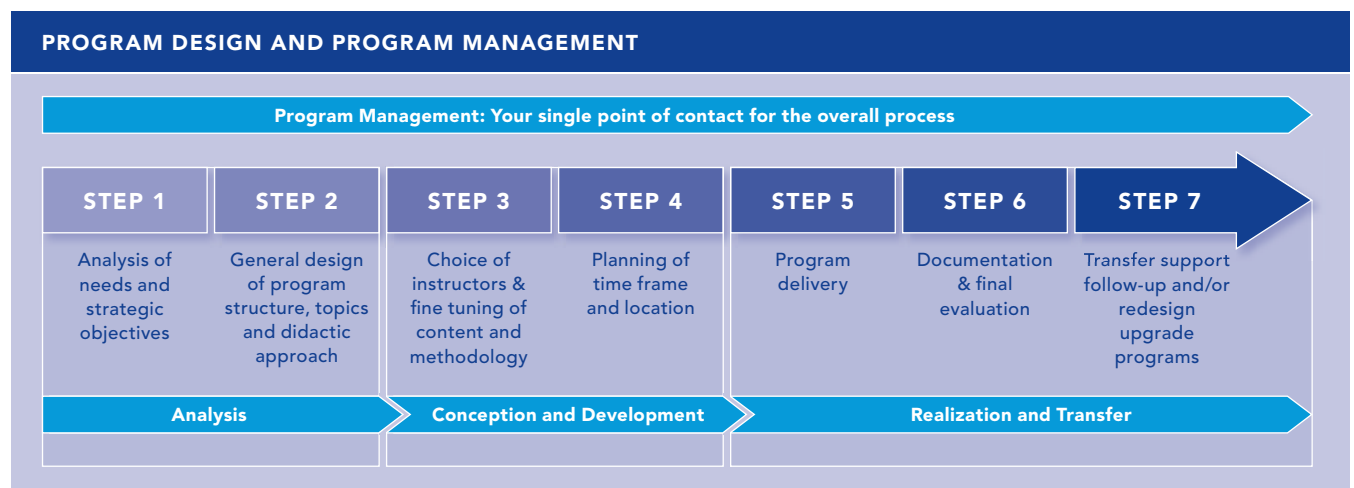 PROGRAM DESIGN AND PROGRAM MANAGEMENT
Program Management: Your single point of contact for the overall process
STEP 1
Analysis of
needs and
strategic
objectives
STEP 2
General design
of program
structure, topics
and didactic
approach
STEP 3
Choice of
instructors &
fine tuning of
content and
methodology
STEP 4
Planning of
time frame
and location
STEP 5
Program
delivery
STEP 6
Documentation
& final
evaluation
STEP 7
Transfer support
follow-up and/or
redesign
upgrade
programs
Analysis
Conception and Development
Realization and Transfer